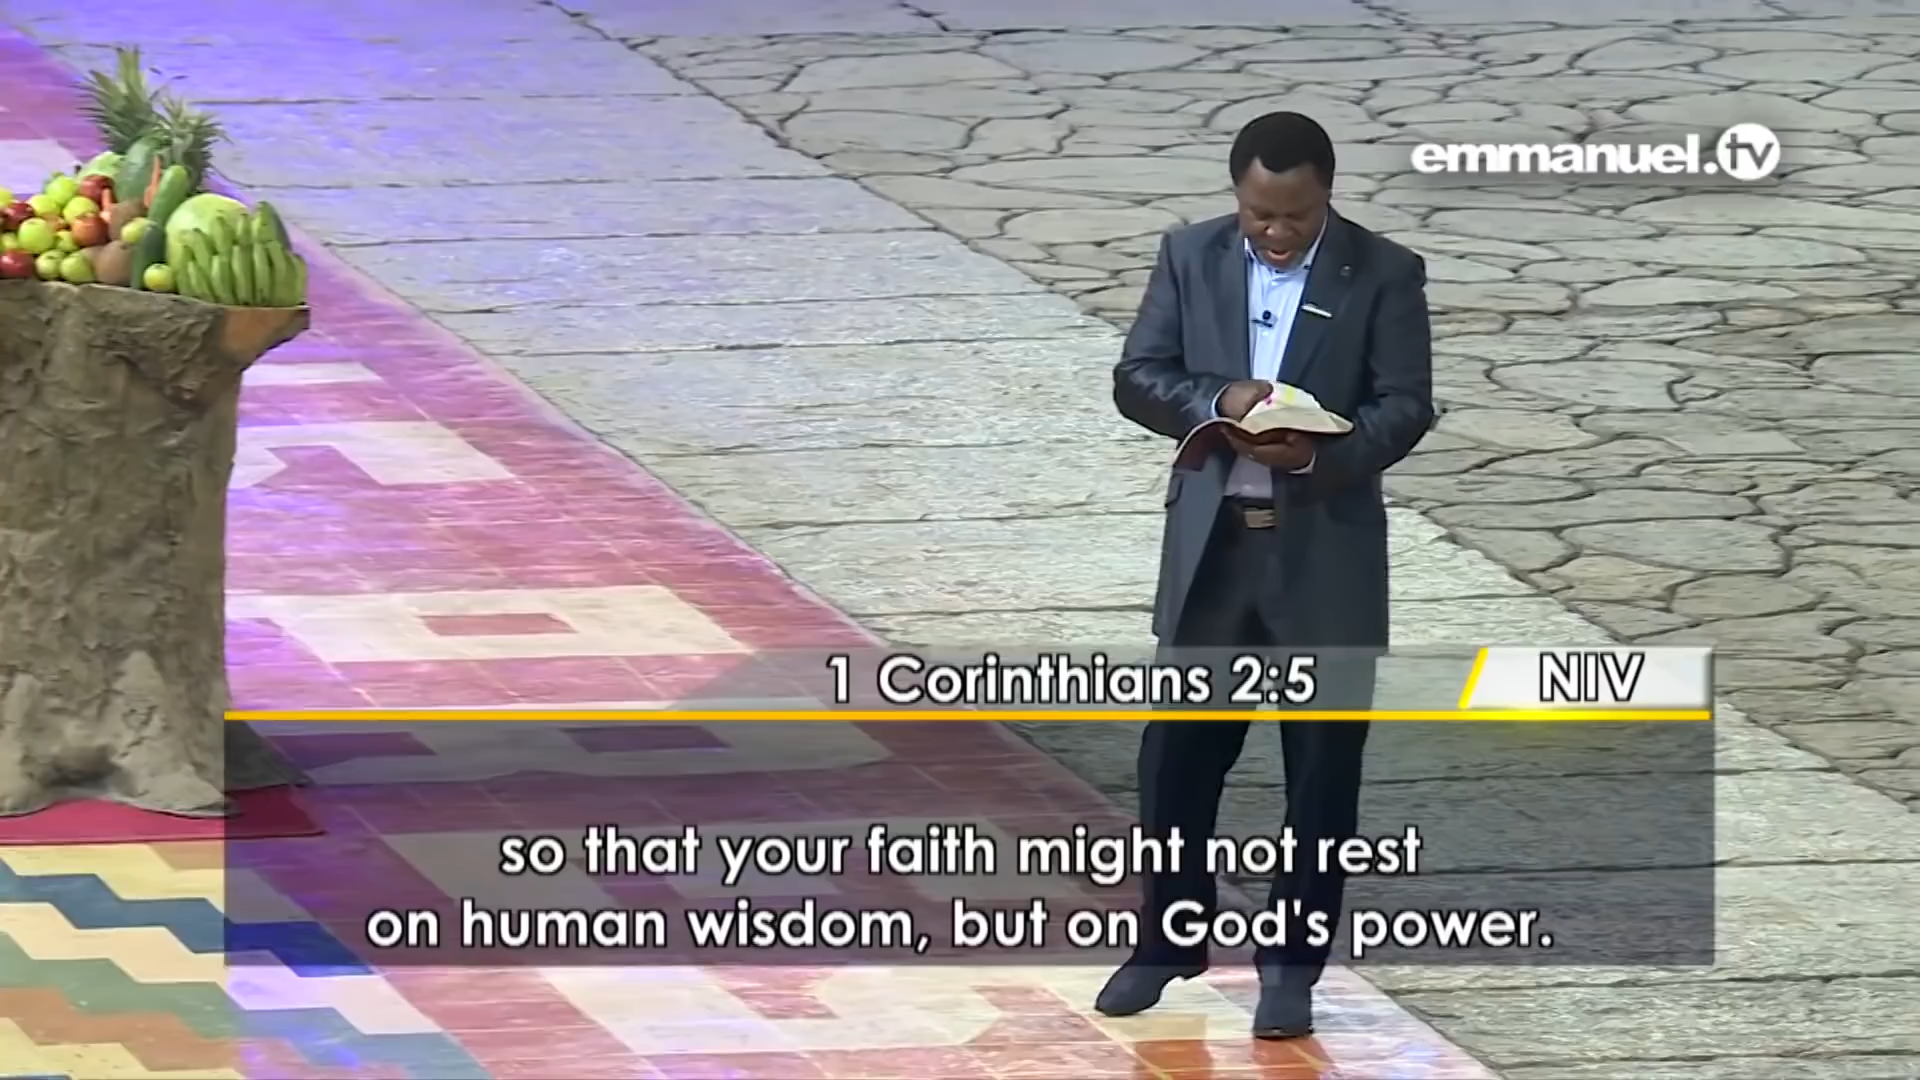 emmanuel.tv
1 Corinthians 2:5
NIV
so that your faith might not rest
on human wisdom, but on God's power.